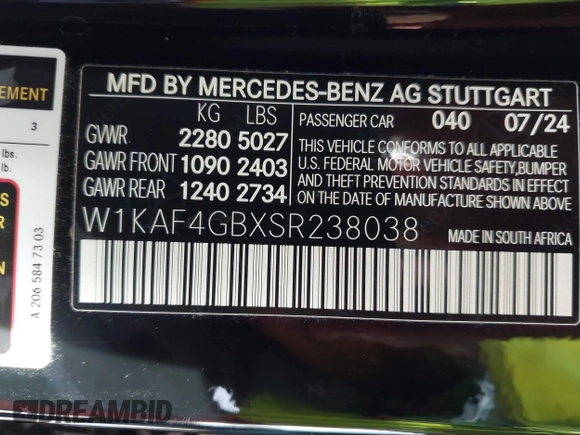 MFD BY MERCEDES-BENZ AG STUTTGART
KG LBS
GWWR 2280 5027
GAWR FRONT 1090 2403
GAWR REAR 1240 2734
PASSENGER CAR 040 07/24
THIS VEHICLE CONFORMS TO ALL APPLICABLE
U.S. FEDERAL MOTOR VEHICLE SAFETY,BUMPER
AND THEFT PREVENTION STANDARDS IN EFFECT
ON THE DATE OF MANUFACTURE SHOWN ABOVE
W1KAF4GBXSR238038 MADE IN SOUTH AFRICA
EMENT
3
lbs.
lb.
S
R
N
A 206 584 73 03
DREAMBID